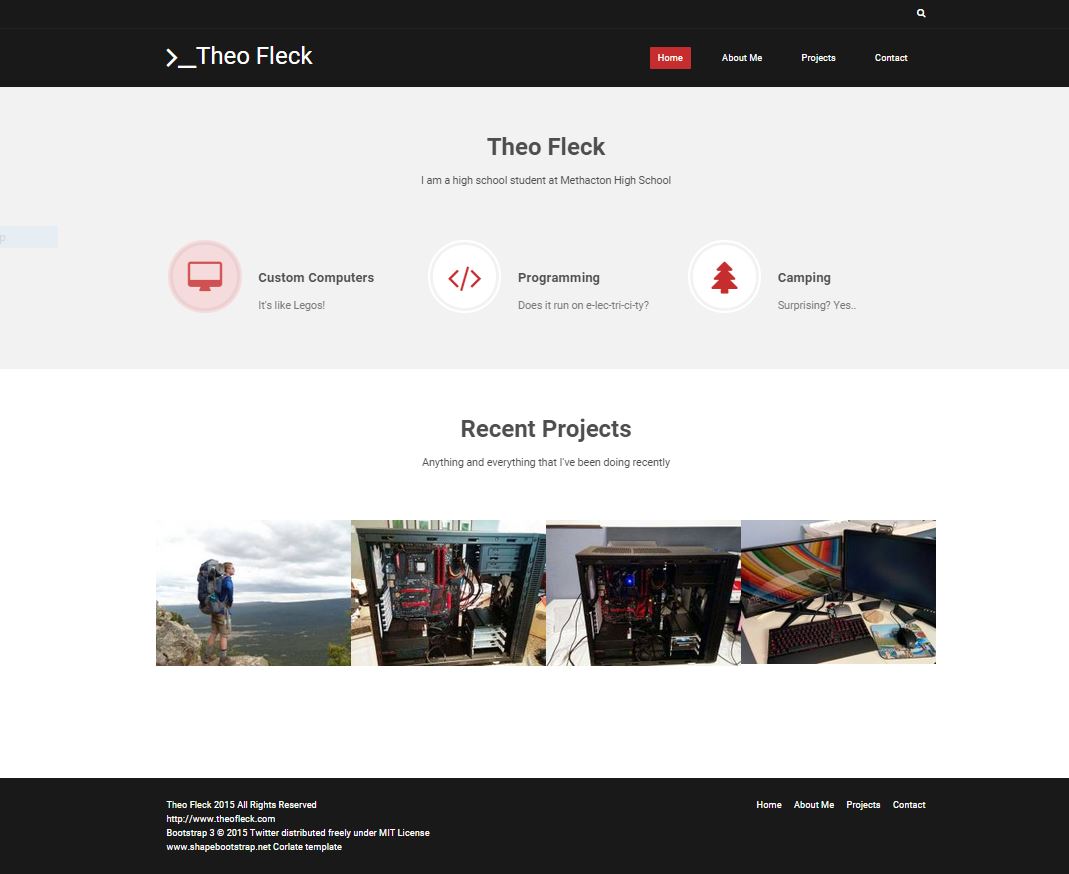 >_Theo Fleck
Home About Me Projects Contact
Theo Fleck
I am a high school student at Methacton High School
p
Custom Computers
It's like Legos!
Programming
Does it run on e-lec-tri-ci-ty?
Camping
Surprising? Yes..
Recent Projects
Anything and everything that I've been doing recently
Theo Fleck 2015 All Rights Reserved
http://www.theofleck.com
Bootstrap 3 © 2015 Twitter distributed freely under MIT License
www.shapebootstrap.net Corlate template
Home About Me Projects Contact